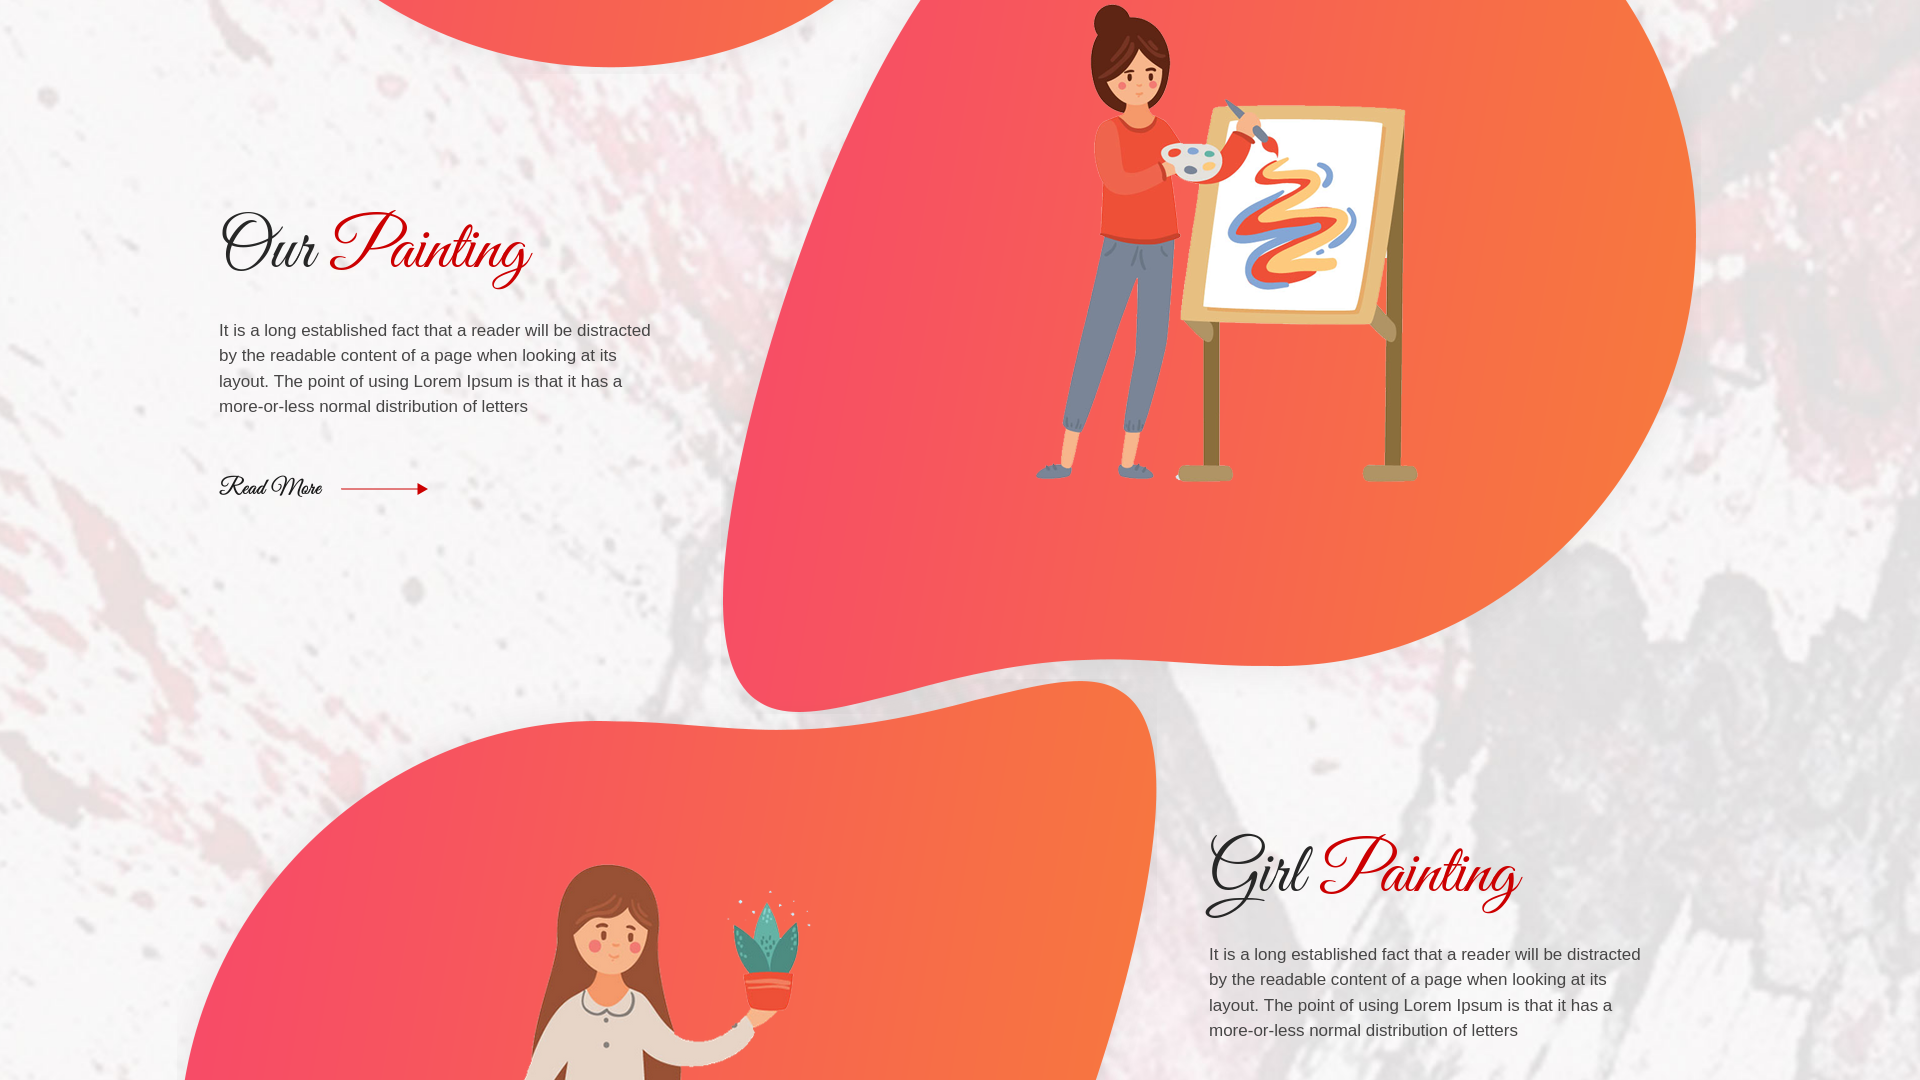 Our Painting
It is a long established fact that a reader will be distracted
by the readable content of a page when looking at its
layout. The point of using Lorem Ipsum is that it has a
more-or-less normal distribution of letters
Read More
Girl Painting
It is a long established fact that a reader will be distracted
by the readable content of a page when looking at its
layout. The point of using Lorem Ipsum is that it has a
more-or-less normal distribution of letters